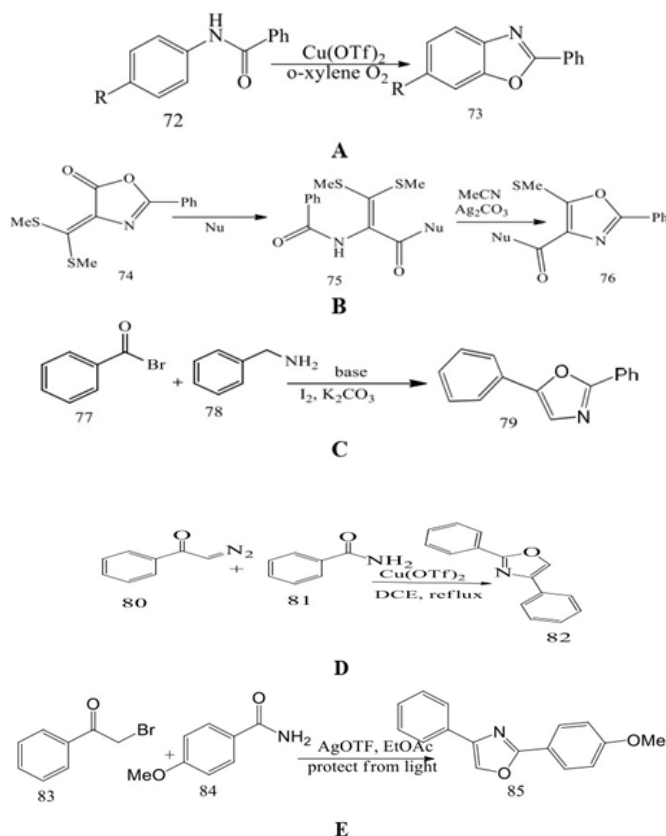 H
N
Ph
O
R
72
Cu(OTf)2
o-xylene O2
N
O
Ph
R
73
A
O
O
Ph
N
MeS
SMe
74
Nu
MeS
SMe
Ph
O
NH
Nu
O
75
MeCN
Ag2CO3
SMe
O
Ph
N
Nu
O
76
B
O
Br
77
+
NH2
78
base
I2, K2CO3
O
Ph
N
79
C
O
N2
80
+
O
NH2
81
Cu(OTf)2
DCE, reflux
O
N
82
D
O
Br
83
+
O
NH2
MeO
84
AgOTF, EtOAc
protect from light
N
O
OMe
85
E